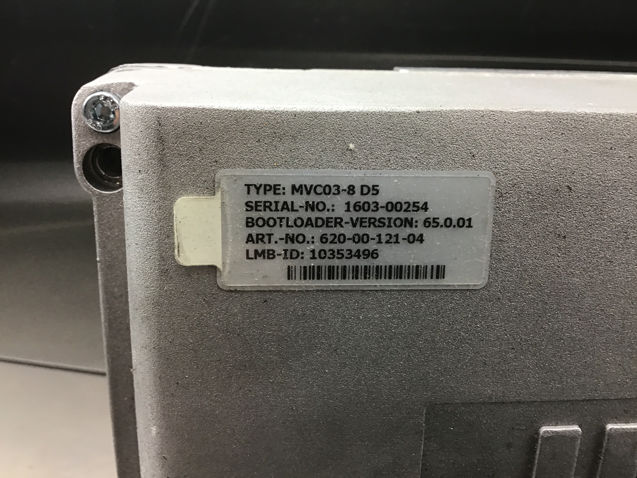 TYPE: MVC03-8 D5
SERIAL-NO.: 1603-00254
BOOTLOADER-VERSION: 65.0.01
ART.-NO.: 620-00-121-04
LMB-ID: 10353496